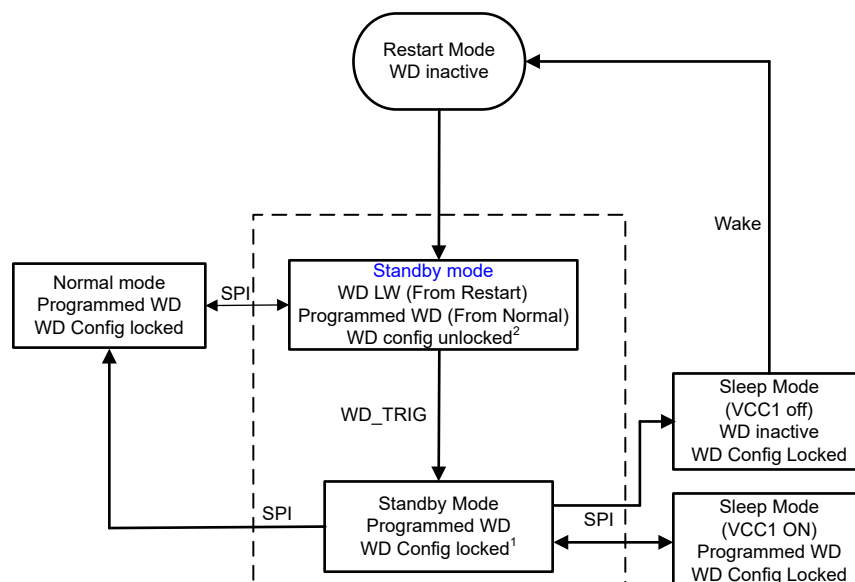 Restart Mode
WD inactive
Wake
Standby mode
WD LW (From Restart)
Programmed WD (From Normal)
WD config unlocked²
Normal mode
Programmed WD
WD Config locked
SPI
WD_TRIG
Sleep Mode
(VCC1 off)
WD inactive
WD Config Locked
Standby Mode
Programmed WD
WD Config locked¹
SPI
SPI
Sleep Mode
(VCC1 ON)
Programmed WD
WD Config Locked